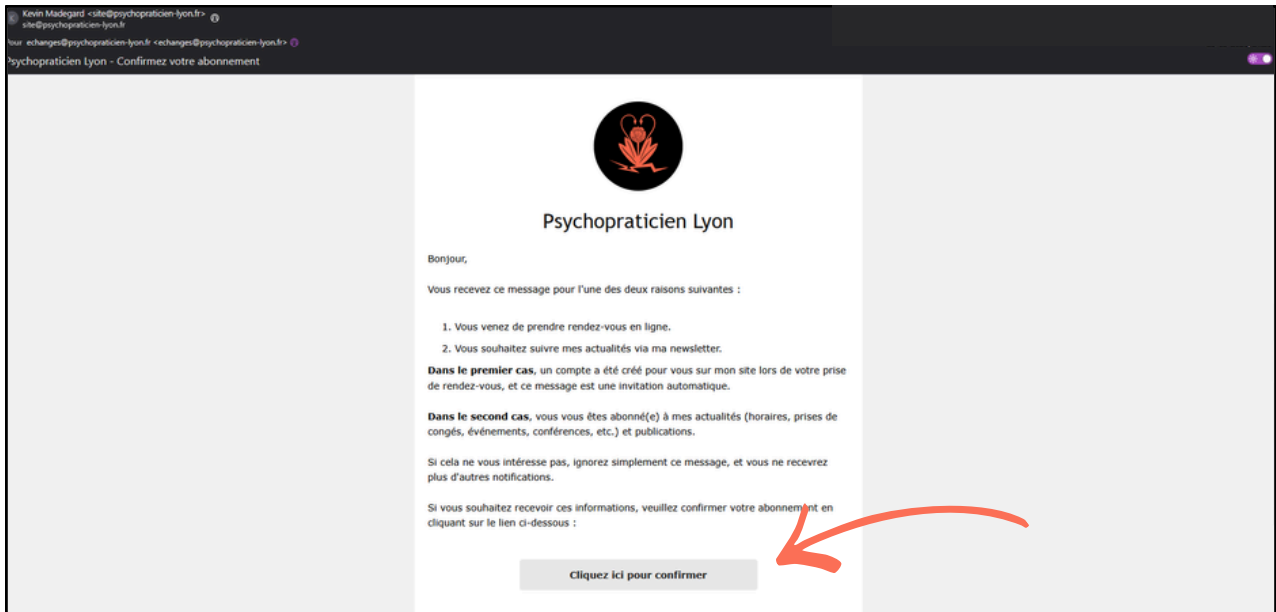 Kevin Madegard <site@psychopraticien-lyon.fr>
site@psychopraticien-lyon.fr
Pour echanges@psychopraticien-lyon.fr <echanges@psychopraticien-lyon.fr>
Psychopraticien Lyon - Confirmez votre abonnement
Psychopraticien Lyon
Bonjour,
Vous recevez ce message pour l'une des deux raisons suivantes :
1. Vous venez de prendre rendez-vous en ligne.
2. Vous souhaitez suivre mes actualités via ma newsletter.
Dans le premier cas, un compte a été créé pour vous sur mon site lors de votre prise
de rendez-vous, et ce message est une invitation automatique.
Dans le second cas, vous vous êtes abonné(e) à mes actualités (horaires, prises de
congés, événements, conférences, etc.) et publications.
Si cela ne vous intéresse pas, ignorez simplement ce message, et vous ne recevrez
plus d'autres notifications.
Si vous souhaitez recevoir ces informations, veuillez confirmer votre abonnement en
cliquant sur le lien ci-dessous :
Cliquez ici pour confirmer